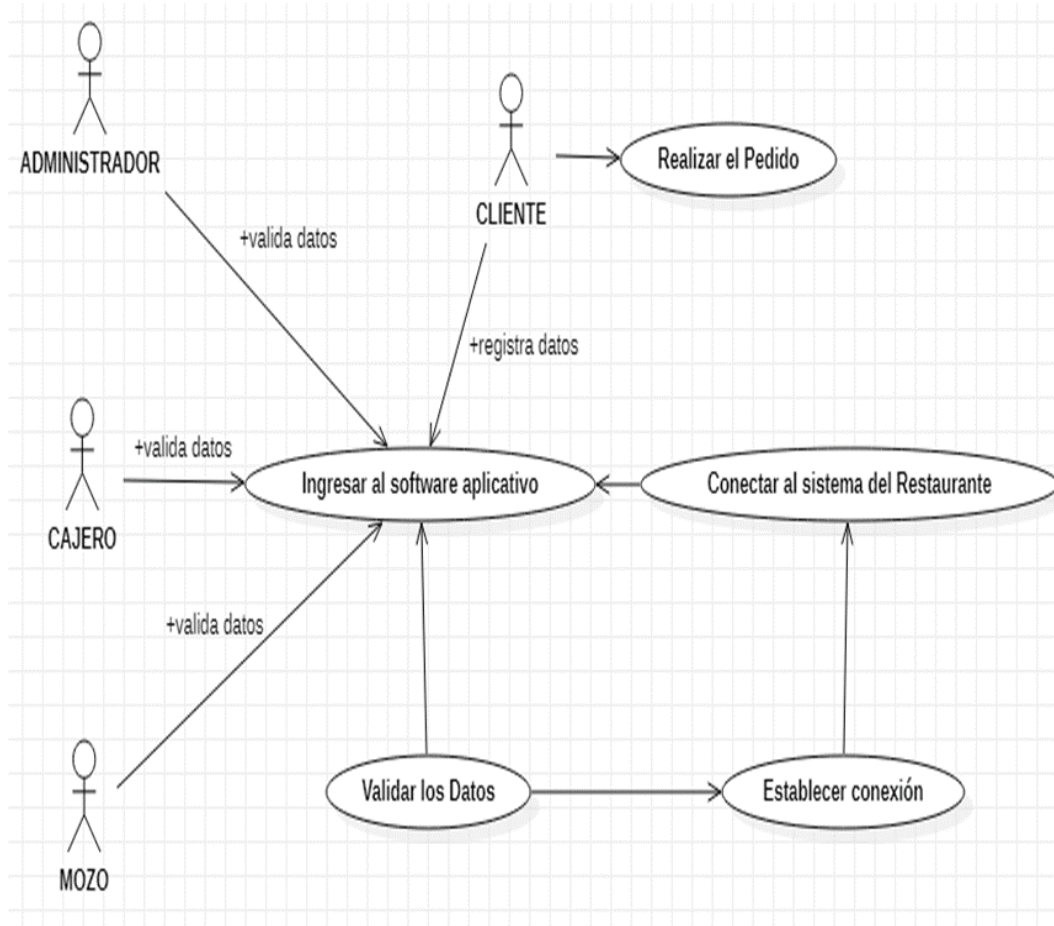 ADMINISTRADOR
Realizar el Pedido
CLIENTE
+valida datos
+registra datos
+valida datos
Ingresar al software aplicativo
Conectar al sistema del Restaurante
CAJERO
+valida datos
Validar los Datos
Establecer conexión
MOZO